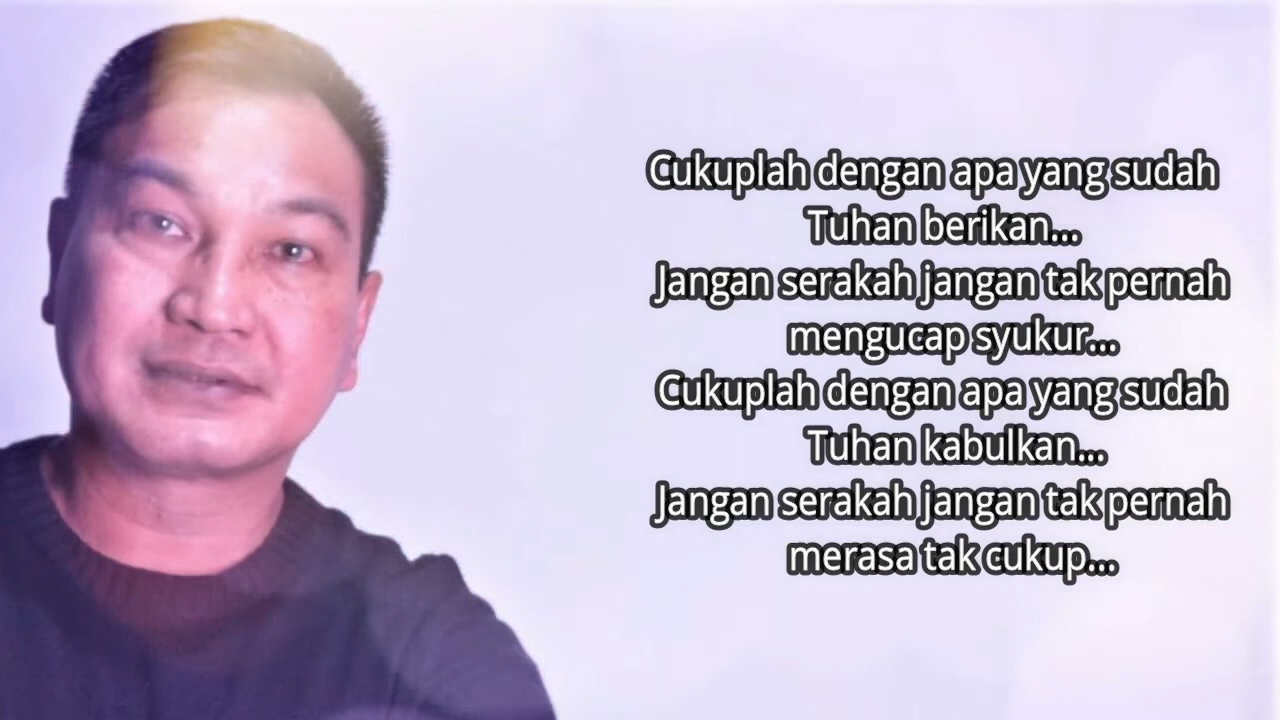 Cukuplah dengan apa yang sudah
Tuhan berikan...
Jangan serakah jangan tak pernah
mengucap syukur...
Cukuplah dengan apa yang sudah
Tuhan kabulkan...
Jangan serakah jangan tak pernah
merasa tak cukup...